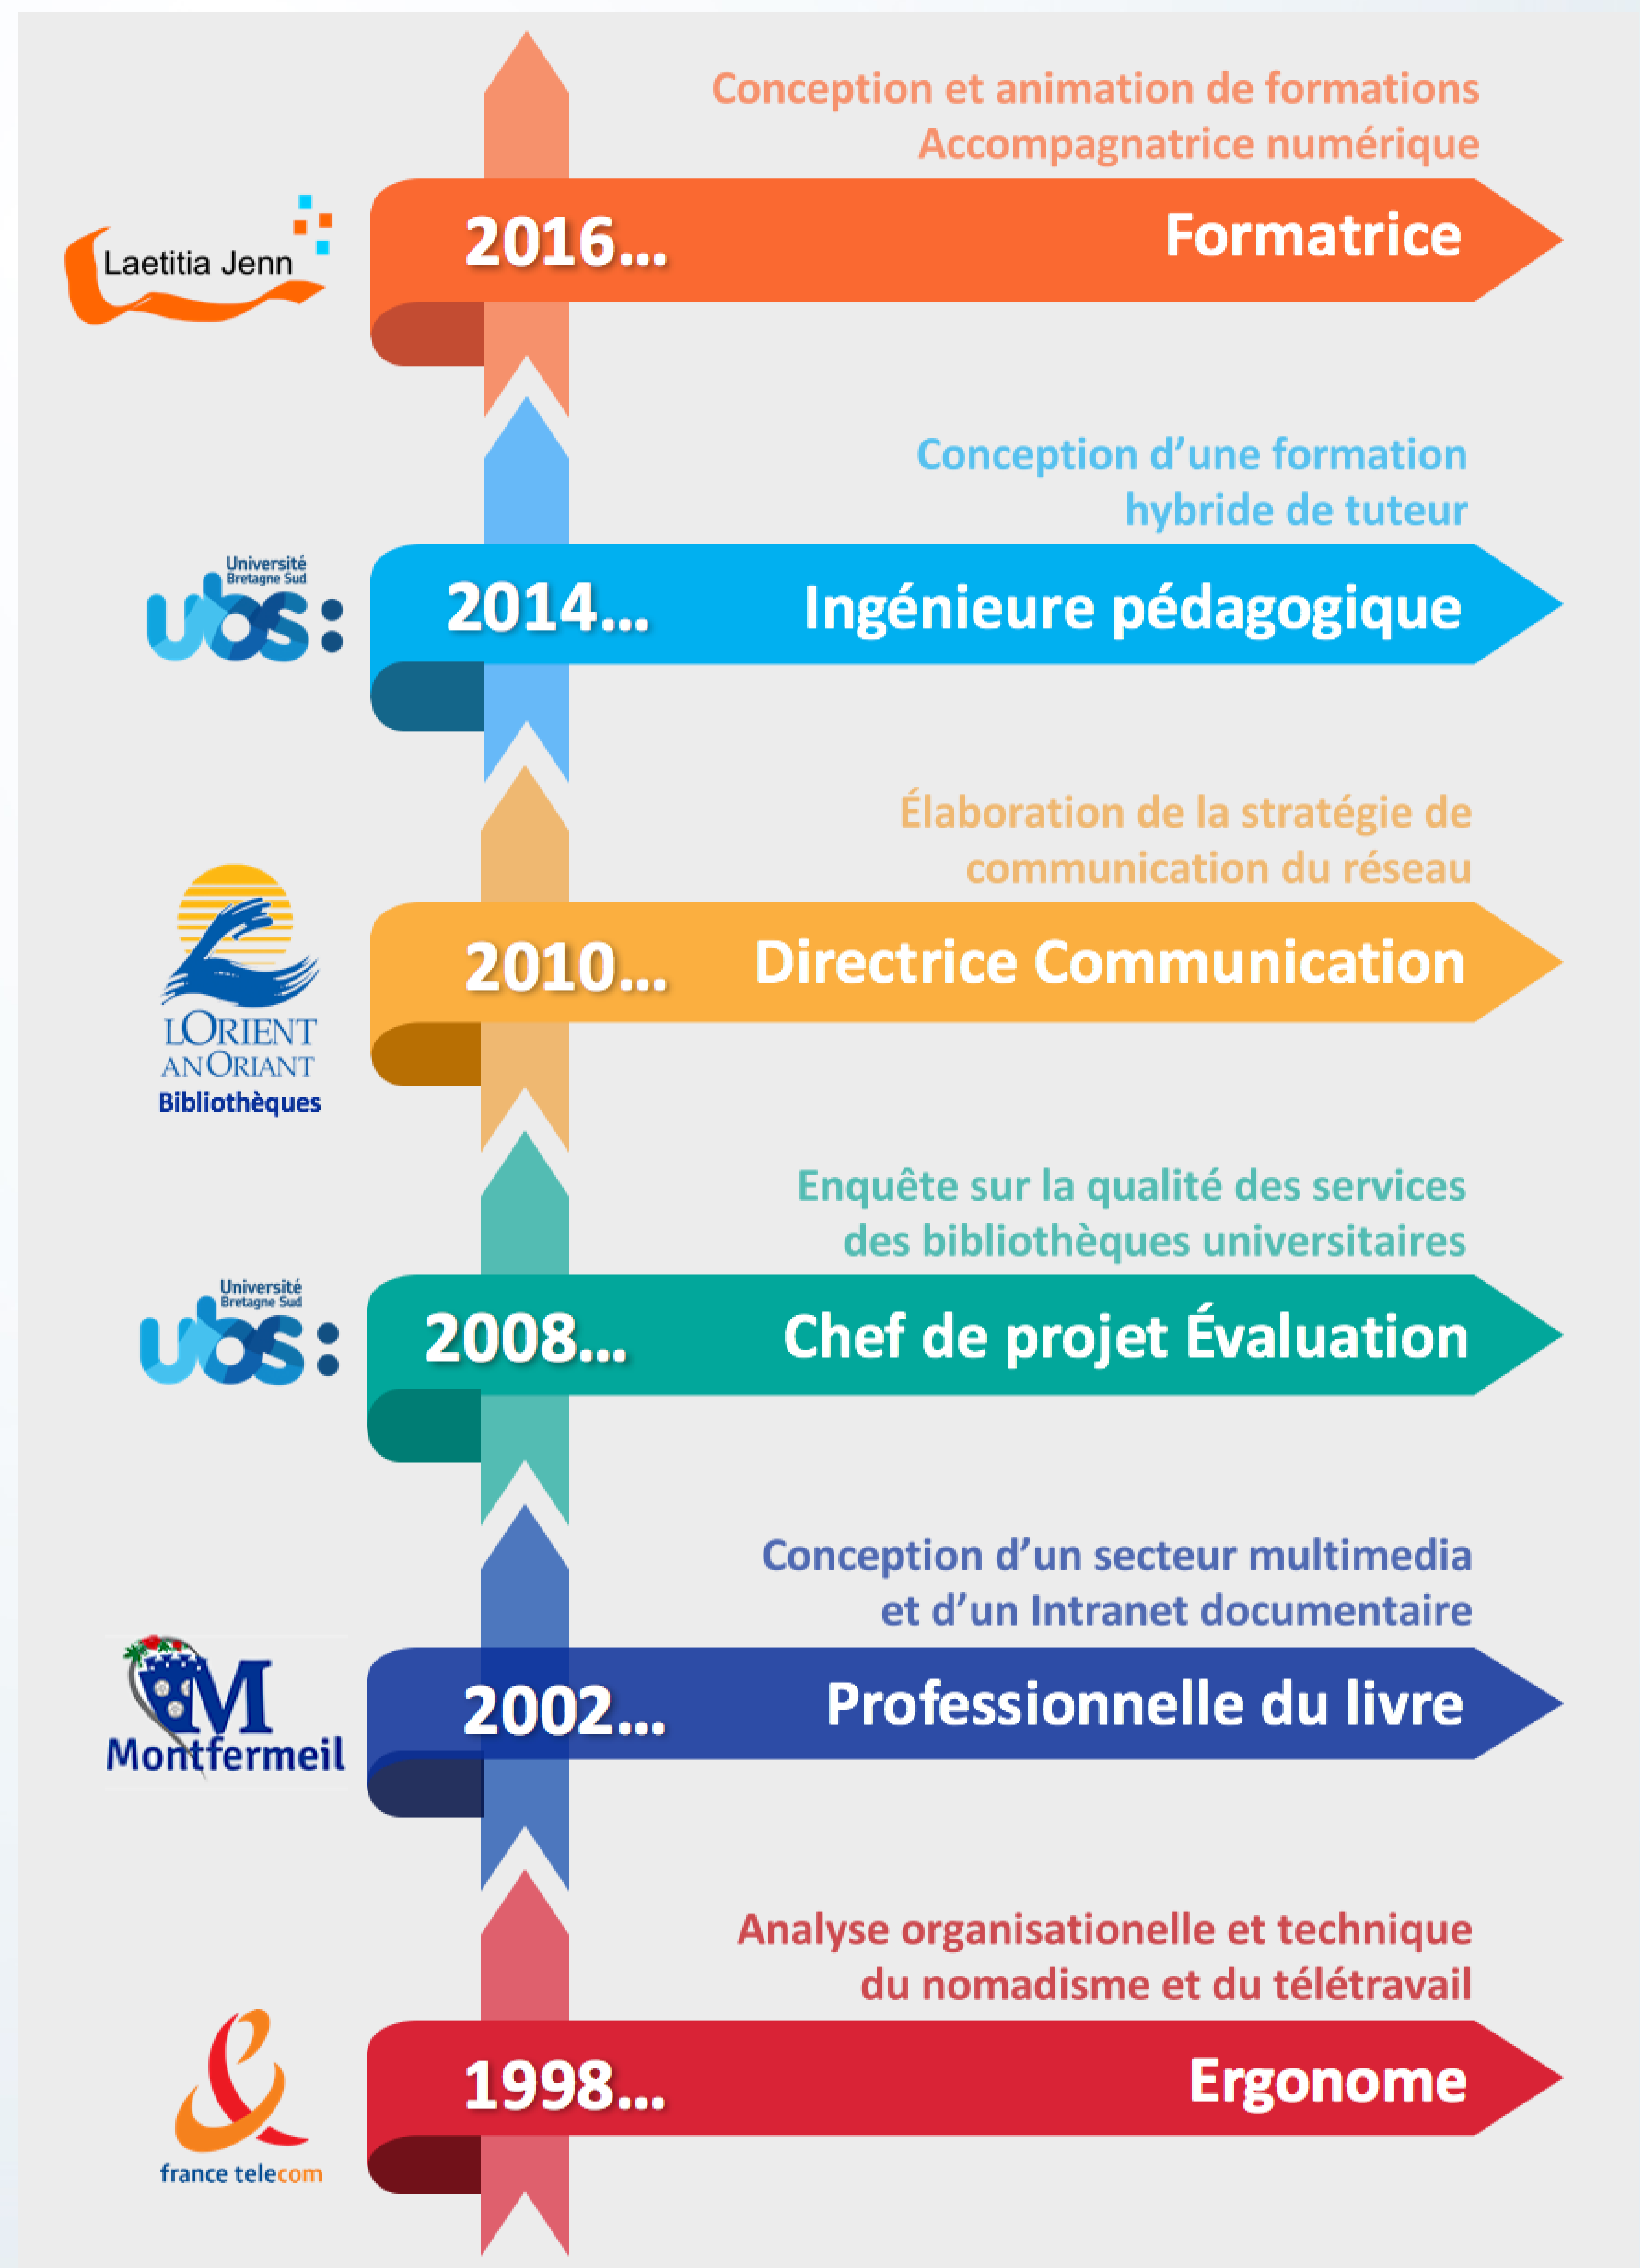 Conception et animation de formations
Accompagnatrice numérique
Laetitia Jenn
2016...
Formatrice
Conception d'une formation
hybride de tuteur
Université
Bretagne Sud
ubs:
2014...
Ingénieure pédagogique
Élaboration de la stratégie de
communication du réseau
LORIENT
AN ORIANT
Bibliothèques
2010...
Directrice Communication
Enquête sur la qualité des services
des bibliothèques universitaires
Université
Bretagne Sud
ubs:
2008...
Chef de projet Évaluation
Conception d'un secteur multimedia
et d'un Intranet documentaire
M
Montfermeil
2002...
Professionnelle du livre
Analyse organisationelle et technique
du nomadisme et du télétravail
france telecom
1998...
Ergonome